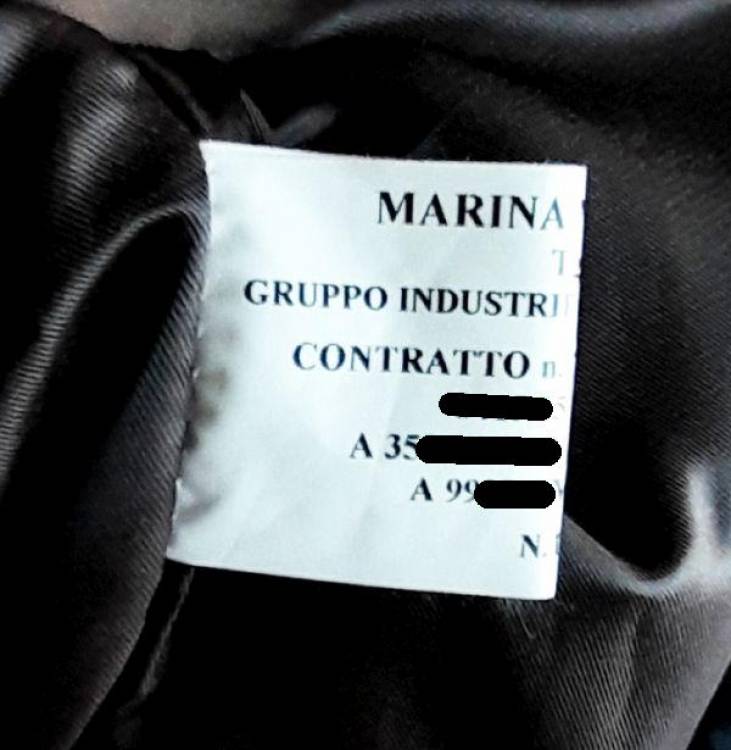 MARINA
T.
GRUPPO INDUSTRI
CONTRATTO n.
A 35
A 99
N.